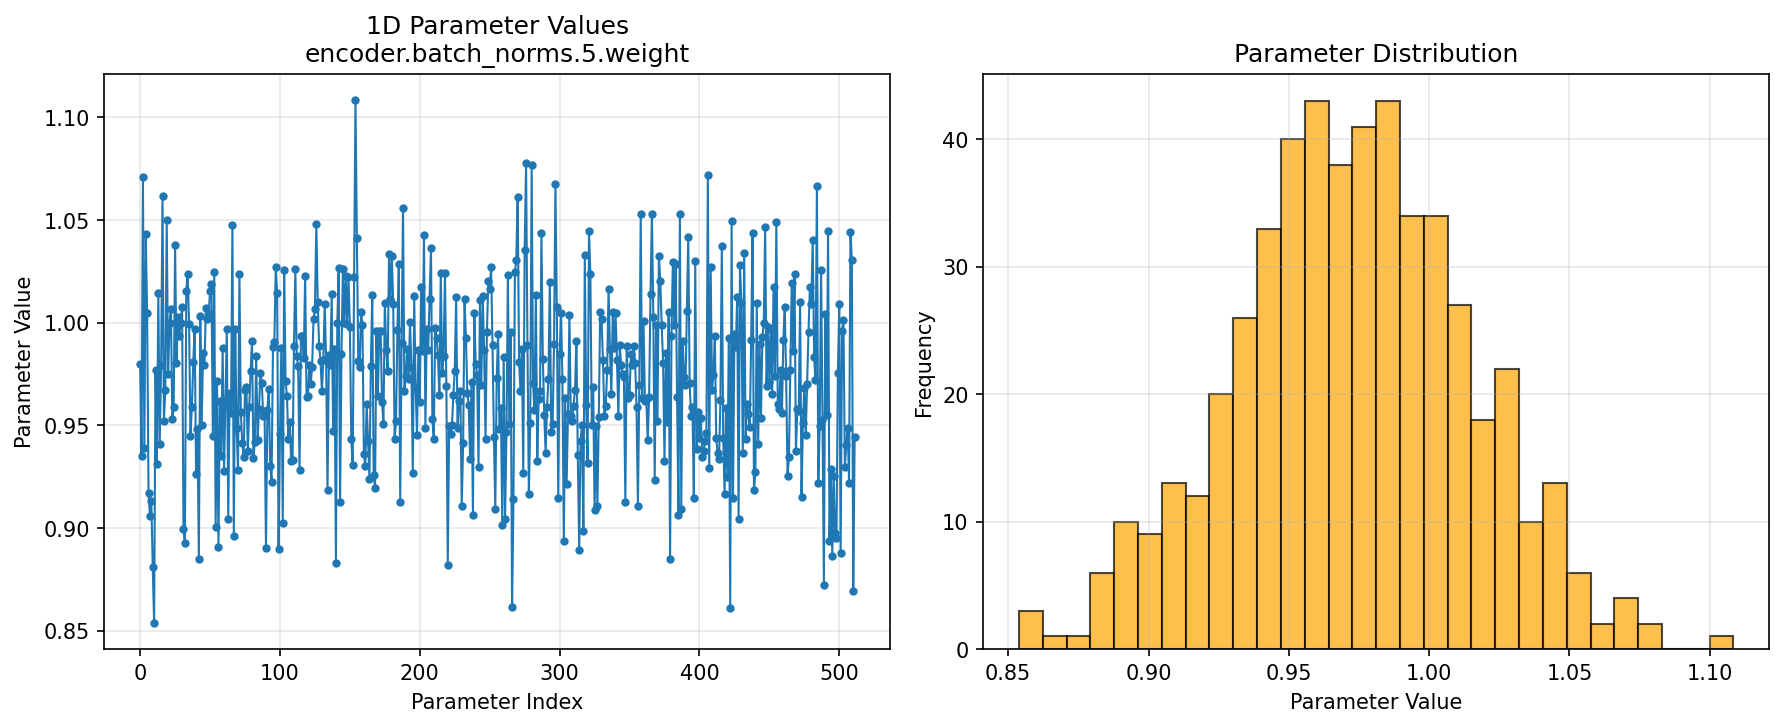 1D Parameter Values
encoder.batch_norms.5.weight
Parameter Value
1.10
1.05
1.00
0.95
0.90
0.85
0 100 200 300 400 500
Parameter Index
Parameter Distribution
Frequency
40
30
20
10
0
0.85 0.90 0.95 1.00 1.05 1.10
Parameter Value